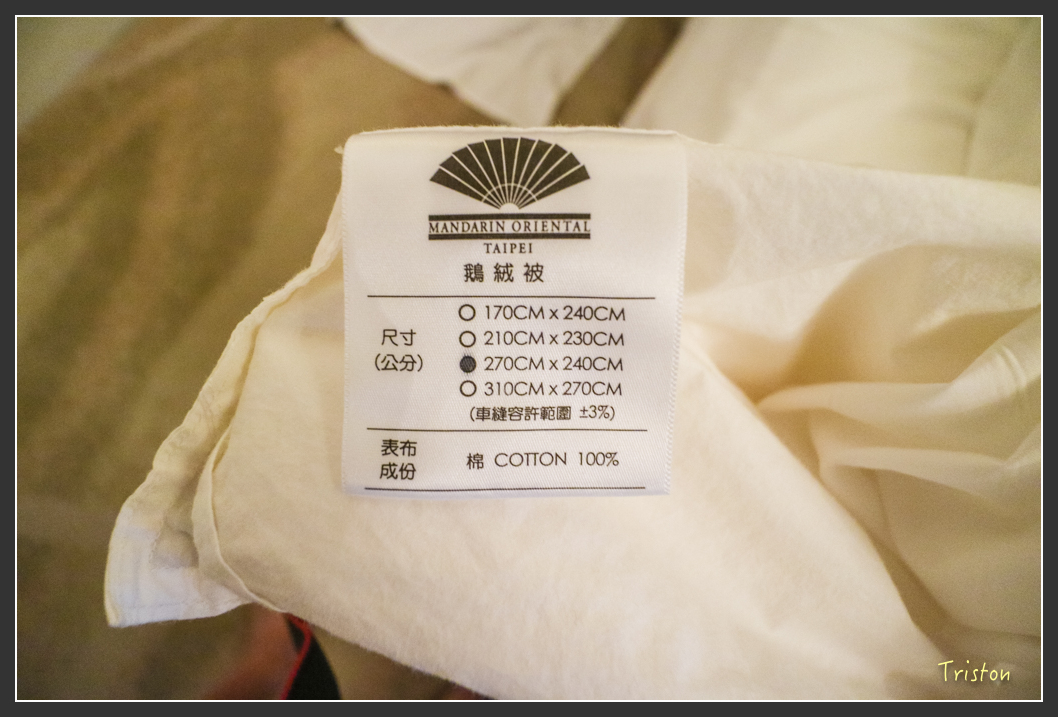 MANDARIN ORIENTAL
TAIPEI
鵝絨被
尺寸
(公分)
170CM x 240CM
210CM x 230CM
270CM x 240CM
310CM x 270CM
(車縫容許範圍 ±3%)
表布
成份
棉 COTTON 100%
Triston